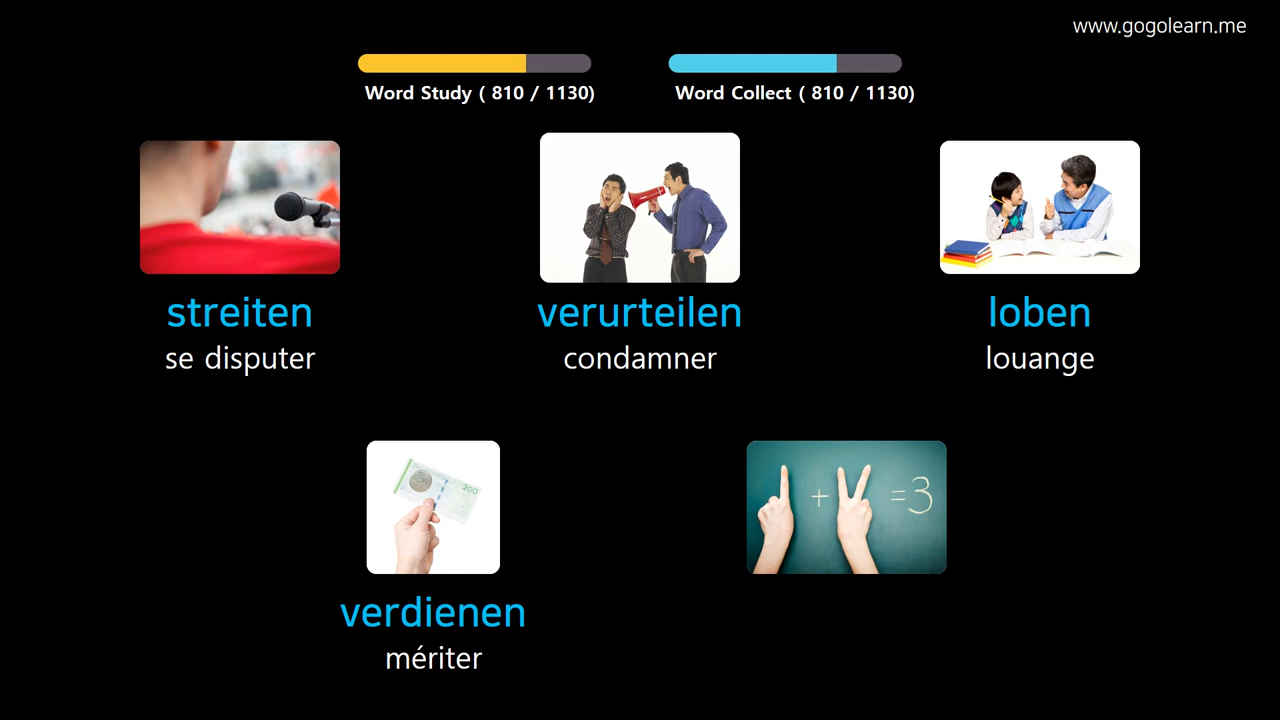 www.gogolearn.me
Word Study ( 810 / 1130)
Word Collect ( 810 / 1130)
streiten
se disputer
verurteilen
condamner
loben
louange
200
+ = 3
verdienen
mériter